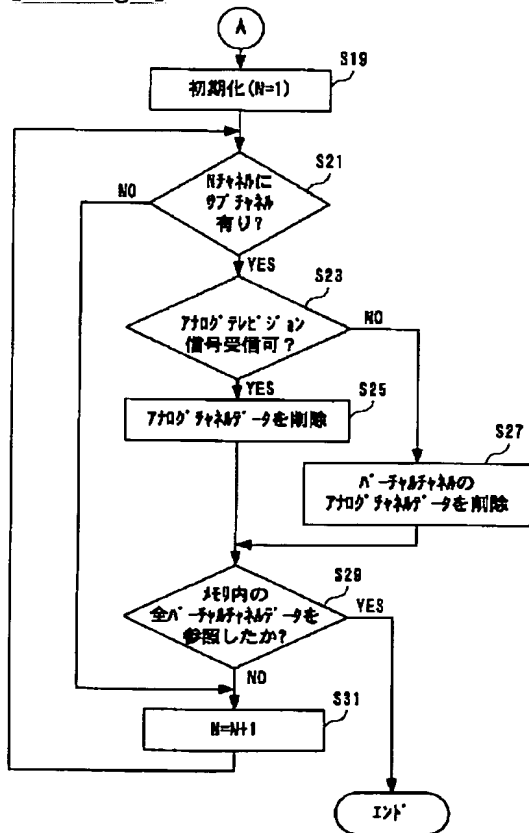 A
S19
初期化(N=1)
S21
Nチャネルに
サブチャネル
有り?
NO
YES
S23
アナログテレビジョン
信号受信可?
NO
YES
S25
アナログチャネルデータを削除
S27
バーチャルチャネルの
アナログチャネルデータを削除
S29
メモリ内の
全バーチャルチャネルデータを
参照したか?
YES
NO
S31
N=N+1
エンド